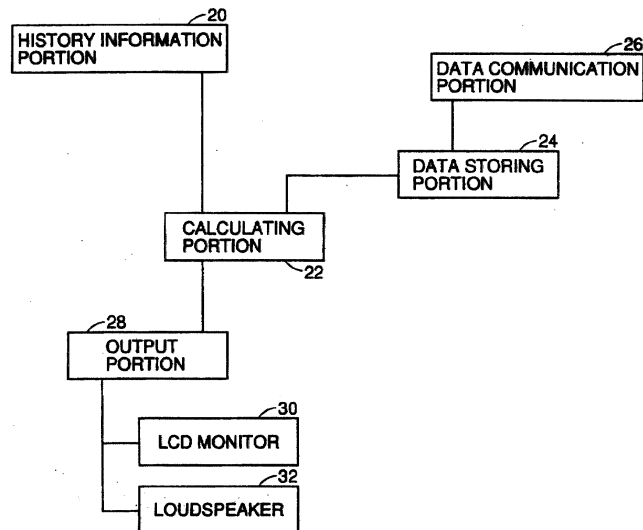 20
HISTORY INFORMATION
PORTION
26
DATA COMMUNICATION
PORTION
24
DATA STORING
PORTION
CALCULATING
PORTION
22
28
OUTPUT
PORTION
30
LCD MONITOR
32
LOUDSPEAKER